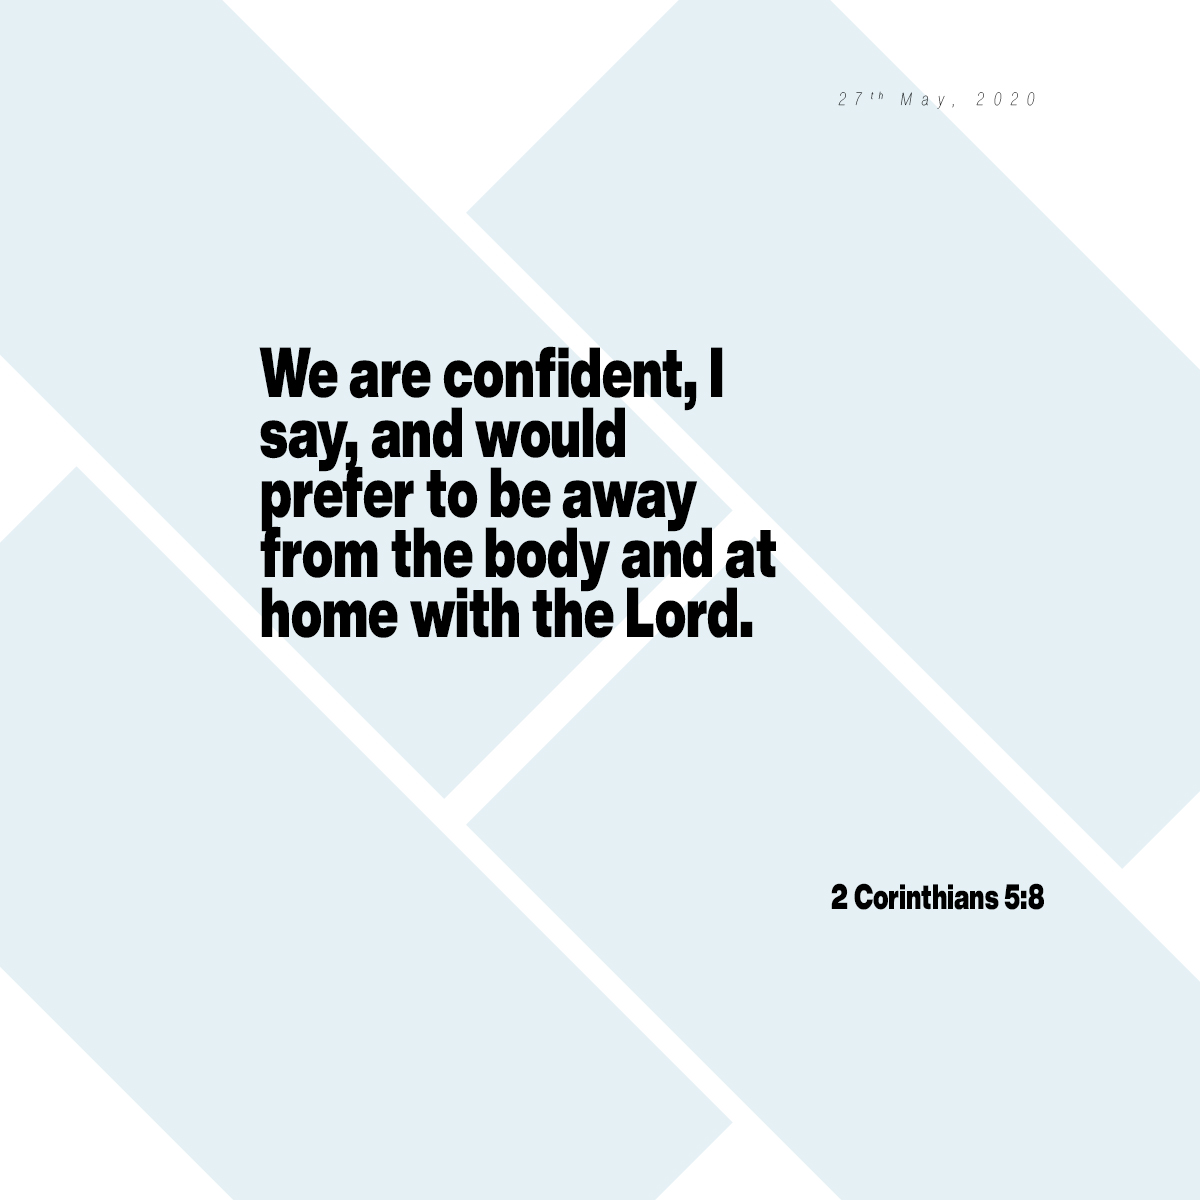 27ᵗʰ May, 2020
We are confident, I
say, and would
prefer to be away
from the body and at
home with the Lord.
2 Corinthians 5:8